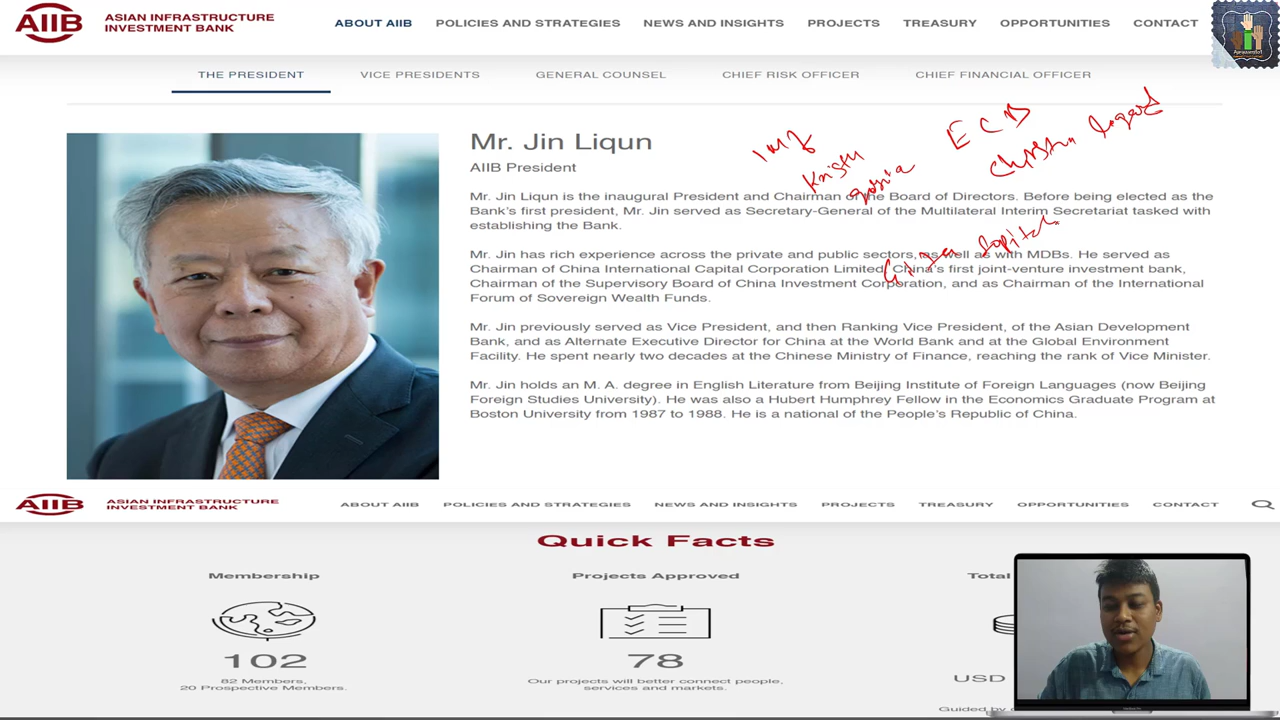 AIIB
ASIAN INFRASTRUCTURE
INVESTMENT BANK
ABOUT AIIB POLICIES AND STRATEGIES NEWS AND INSIGHTS PROJECTS TREASURY OPPORTUNITIES CONTACT
THE PRESIDENT VICE PRESIDENTS GENERAL COUNSEL CHIEF RISK OFFICER CHIEF FINANCIAL OFFICER
Mr. Jin Liqun
AIIB President
ECB
Mr. Jin Liqun is the inaugural President and Chairman of the Board of Directors. Before being elected as the
Bank's first president, Mr. Jin served as Secretary-General of the Multilateral Interim Secretariat tasked with
establishing the Bank.
Mr. Jin has rich experience across the private and public sectors, as well as with MDBs. He served as
Chairman of China International Capital Corporation Limited, China's first joint-venture investment bank,
Chairman of the Supervisory Board of China Investment Corporation, and as Chairman of the International
Forum of Sovereign Wealth Funds.
Mr. Jin previously served as Vice President, and then Ranking Vice President, of the Asian Development
Bank, and as Alternate Executive Director for China at the World Bank and at the Global Environment
Facility. He spent nearly two decades at the Chinese Ministry of Finance, reaching the rank of Vice Minister.
Mr. Jin holds an M. A. degree in English Literature from Beijing Institute of Foreign Languages (now Beijing
Foreign Studies University). He was also a Hubert Humphrey Fellow in the Economics Graduate Program at
Boston University from 1987 to 1988. He is a national of the People's Republic of China.
AIIB
ASIAN INFRASTRUCTURE
INVESTMENT BANK
ABOUT AIIB POLICIES AND STRATEGIES NEWS AND INSIGHTS PROJECTS TREASURY OPPORTUNITIES CONTACT
Quick Facts
Membership
102
82 Members,
20 Prospective Members.
Projects Approved
78
Our projects will better connect people,
services and markets.
Total
USD
Guided by